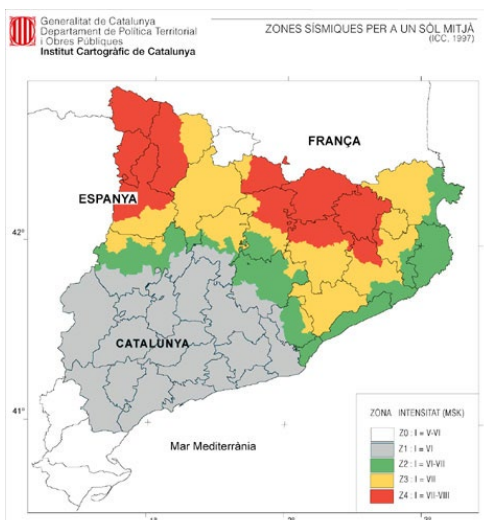 Generalitat de Catalunya
Departament de Política Territorial
i Obres Públiques
Institut Cartogràfic de Catalunya
ZONES SÍSMIQUES PER A UN SÒL MITJÀ
(ICC, 1997)
FRANÇA
ESPANYA
42°
CATALUNYA
41°
Mar Mediterrània
ZONA INTENSITAT (MSK)
Z0 : I = V-VI
Z1 : I = VI
Z2 : I = VI-VII
Z3 : I = VII
Z4 : I = VII-VIII